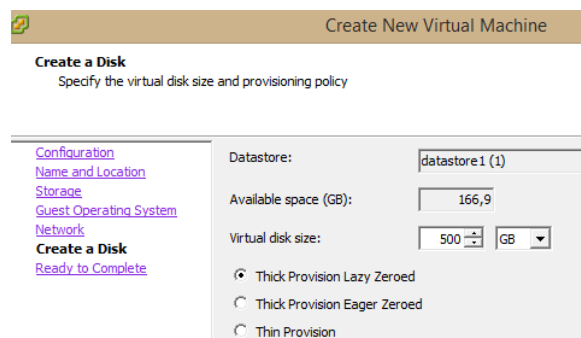 Create New Virtual Machine
Create a Disk
Specify the virtual disk size and provisioning policy
Configuration
Name and Location
Storage
Guest Operating System
Network
Create a Disk
Ready to Complete
Datastore: datastore1 (1)
Available space (GB): 166,9
Virtual disk size: 500 GB
Thick Provision Lazy Zeroed
Thick Provision Eager Zeroed
Thin Provision